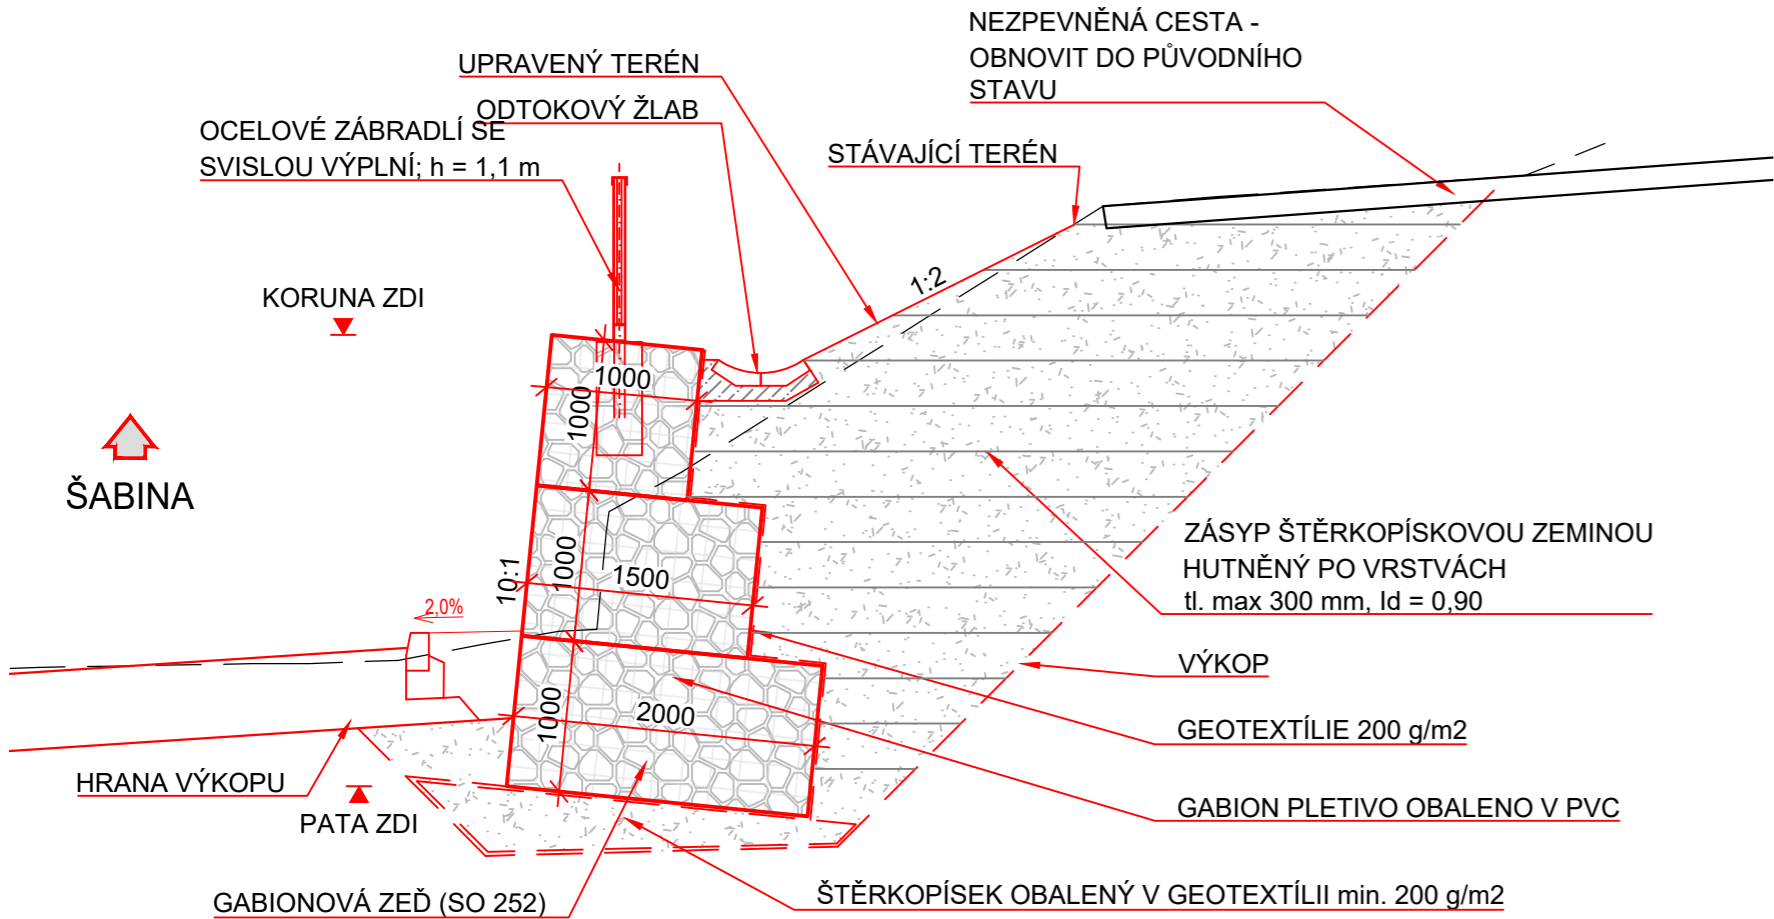 NEZPEVNĚNÁ CESTA -
OBNOVIT DO PŮVODNÍHO
STAVU
UPRAVENÝ TERÉN
ODTOKOVÝ ŽLAB
OCELOVÉ ZÁBRADLÍ SE
SVISLOU VÝPLNÍ; h = 1,1 m
STÁVAJÍCÍ TERÉN
1:2
KORUNA ZDI
1000
1000
ŠABINA
10:1
1000
1500
2,0%
ZÁSYP ŠTĚRKOPÍSKOVOU ZEMINOU
HUTNĚNÝ PO VRSTVÁCH
tl. max 300 mm, Id = 0,90
VÝKOP
1000
2000
GEOTEXTÍLIE 200 g/m2
HRANA VÝKOPU
PATA ZDI
GABION PLETIVO OBALENO V PVC
GABIONOVÁ ZEĎ (SO 252)
ŠTĚRKOPÍSEK OBALENÝ V GEOTEXTÍLII min. 200 g/m2